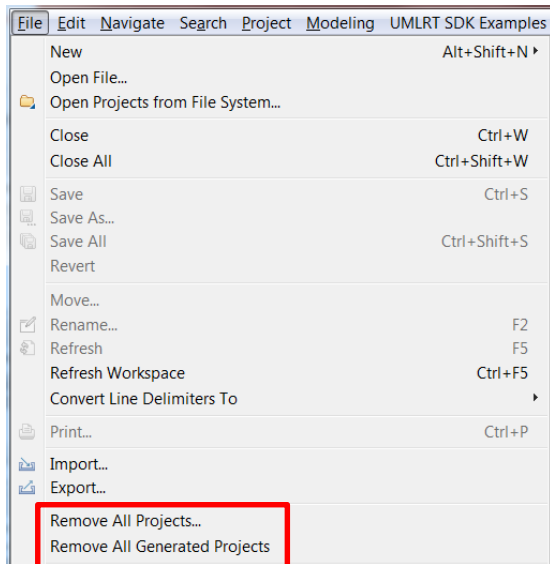 File Edit Navigate Search Project Modeling UMLRT SDK Examples
New Alt+Shift+N
Open File...
Open Projects from File System...
Close Ctrl+W
Close All Ctrl+Shift+W
Save Ctrl+S
Save As...
Save All Ctrl+Shift+S
Revert
Move...
Rename... F2
Refresh F5
Refresh Workspace Ctrl+F5
Convert Line Delimiters To
Print... Ctrl+P
Import...
Export...
Remove All Projects...
Remove All Generated Projects